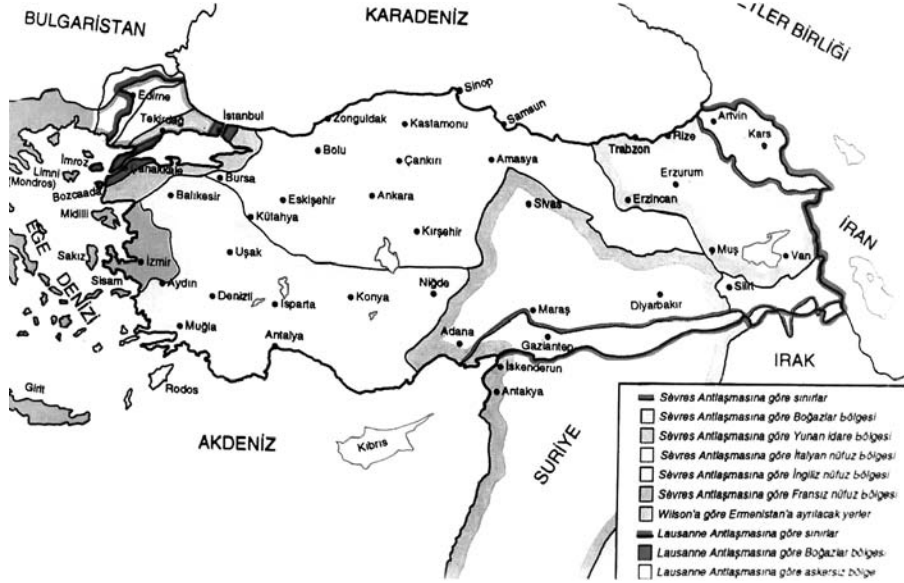 KARADENİZ
BULGARİSTAN
ETLER BİRLİĞİ
Sinop
Edirne
İstanbul
Zonguldak
Kastamonu
Samsun
Artvin
Tekirdağ
Rize
Kars
Bolu
Trabzon
İmroz
Çankırı
Amasya
Limni
(Mondros)
Çanakkale
Bursa
Erzurum
Bozcaada
Balıkesir
Eskişehir
Ankara
Sivas
Erzincan
Midilli
Kütahya
İRAN
EGE
DENİZİ
Kırşehir
Sakız
İzmir
Uşak
Muş
Van
Sisam
Aydın
Niğde
Siirt
Denizli
Isparta
Konya
Maraş
Diyarbakır
Muğla
Adana
Antalya
Gaziantep
IRAK
İskenderun
Girit
Rodos
Antakya
AKDENİZ
Kıbrıs
SURİYE
Sèvres Antlaşmasına göre sınırlar
Sèvres Antlaşmasına göre Boğazlar bölgesi
Sèvres Antlaşmasına göre Yunan idare bölgesi
Sèvres Antlaşmasına göre İtalyan nüfuz bölgesi
Sèvres Antlaşmasına göre İngiliz nüfuz bölgesi
Sèvres Antlaşmasına göre Fransız nüfuz bölgesi
Wilson'a göre Ermenistan'a ayrılacak yerler
Lausanne Antlaşmasına göre sınırlar
Lausanne Antlaşmasına göre Boğazlar bölgesi
Lausanne Antlaşmasına göre askersiz bölge